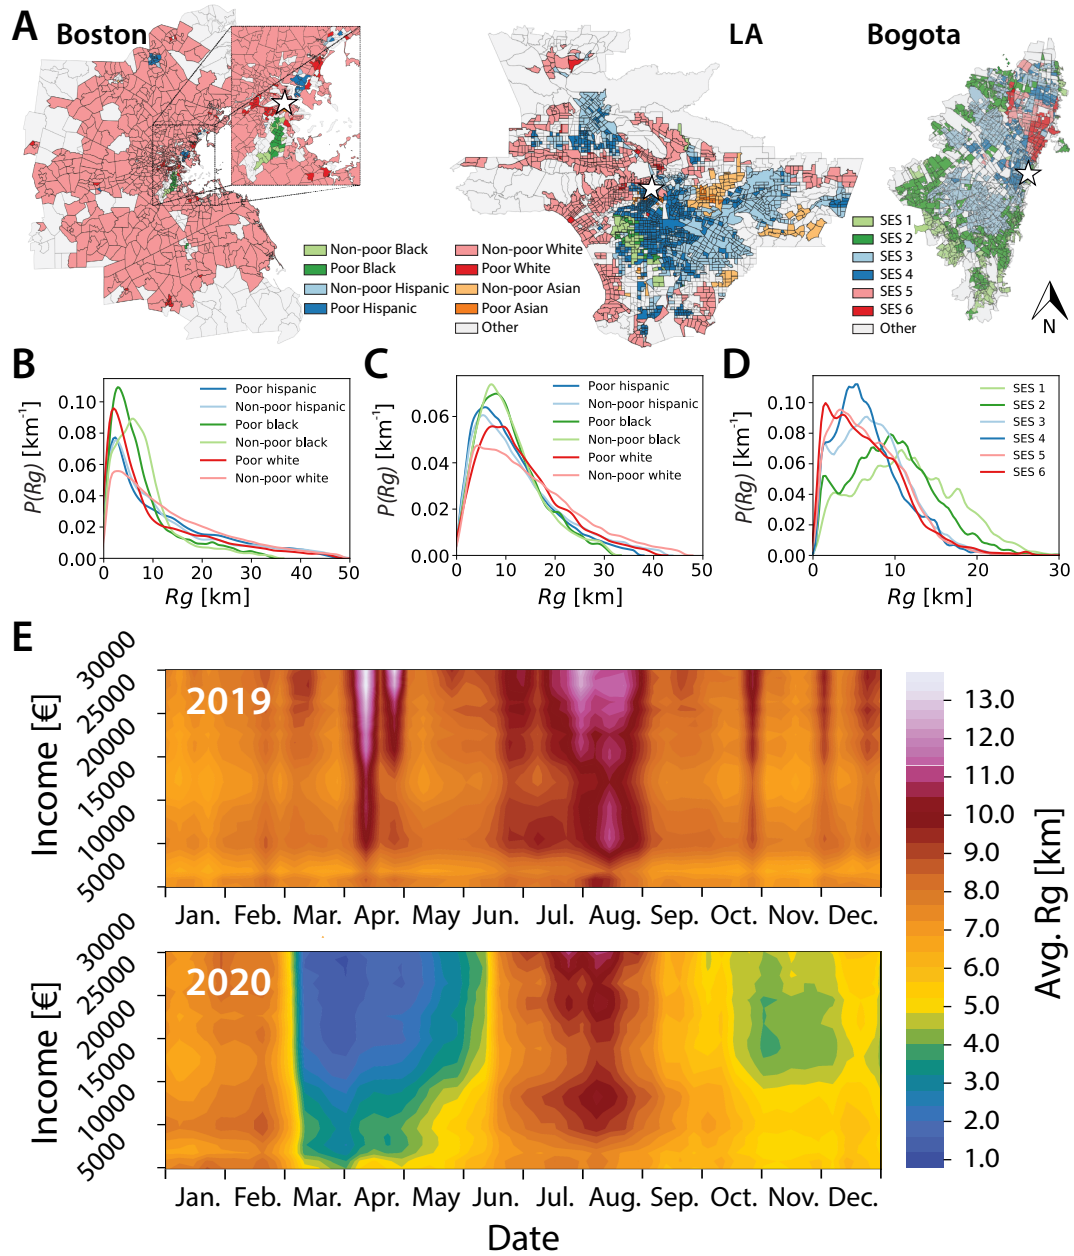 A
Boston
LA
Bogota
Non-poor Black
Poor Black
Non-poor Hispanic
Poor Hispanic
Non-poor White
Poor White
Non-poor Asian
Poor Asian
Other
SES 1
SES 2
SES 3
SES 4
SES 5
SES 6
Other
N
B
P(Rg) [km⁻¹]
0.10
0.08
0.06
0.04
0.02
0.00
0 10 20 30 40 50
Rg [km]
Poor hispanic
Non-poor hispanic
Poor black
Non-poor black
Poor white
Non-poor white
C
P(Rg) [km⁻¹]
0.06
0.04
0.02
0.00
0 10 20 30 40 50
Rg [km]
Poor hispanic
Non-poor hispanic
Poor black
Non-poor black
Poor white
Non-poor white
D
P(Rg) [km⁻¹]
0.10
0.08
0.06
0.04
0.02
0.00
0 5 10 15 20 30
Rg [km]
SES 1
SES 2
SES 3
SES 4
SES 5
SES 6
E
Income [€]
30000
25000
20000
15000
10000
5000
2019
Jan. Feb. Mar. Apr. May Jun. Jul. Aug. Sep. Oct. Nov. Dec.
Income [€]
30000
25000
20000
15000
10000
5000
2020
Jan. Feb. Mar. Apr. May Jun. Jul. Aug. Sep. Oct. Nov. Dec.
Date
13.0
12.0
11.0
10.0
9.0
8.0
7.0
6.0
5.0
4.0
3.0
2.0
1.0
Avg. Rg [km]